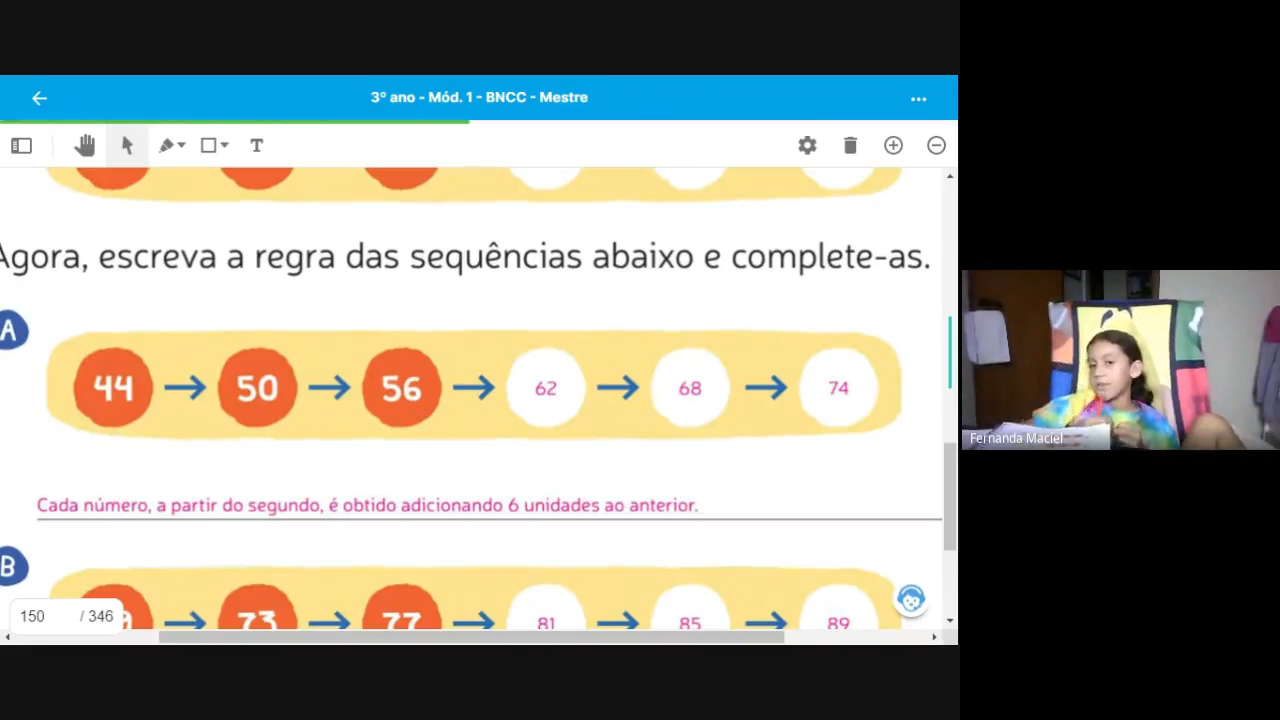 3º ano - Mód. 1 - BNCC - Mestre
T
Agora, escreva a regra das sequências abaixo e complete-as.
A
44 → 50 → 56 → 62 → 68 → 74
Fernanda Maciel
Cada número, a partir do segundo, é obtido adicionando 6 unidades ao anterior.
B
→ 73 → 77 → 81 → 85 → 89
150 / 346